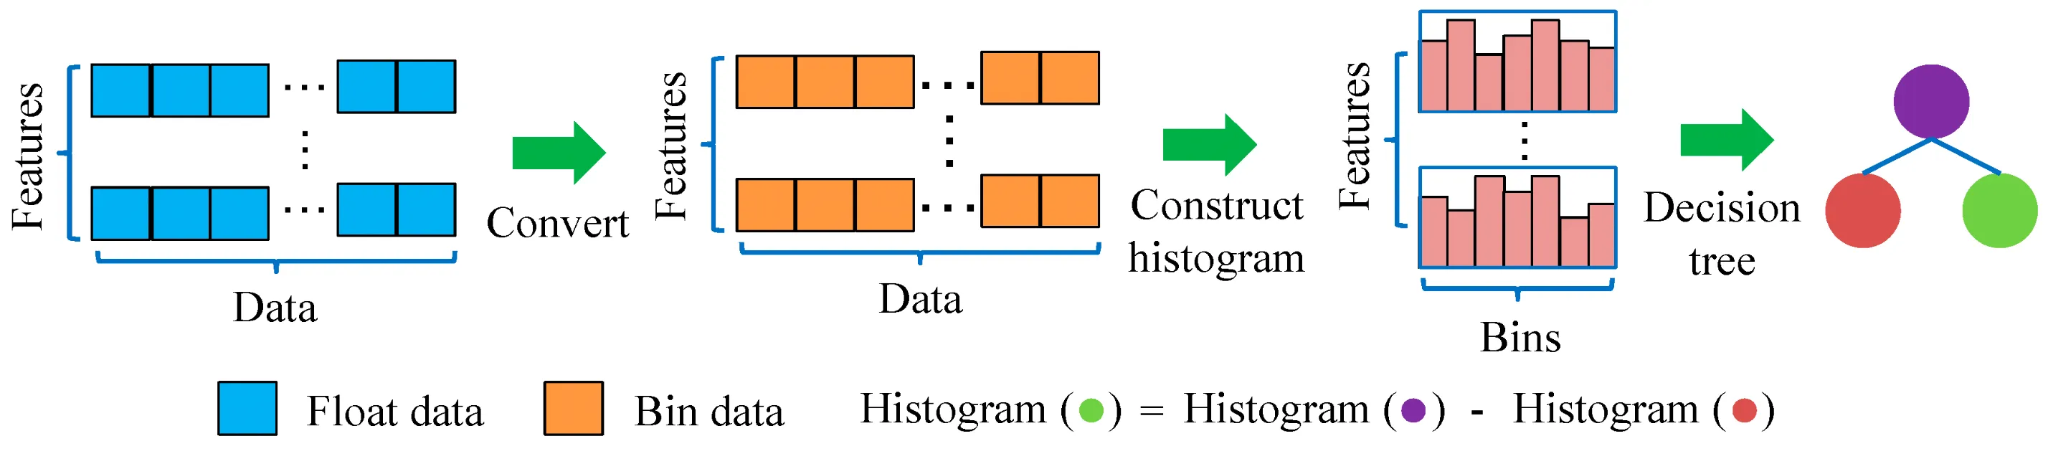 Features
Data
Convert
Features
Data
Construct
histogram
Features
Bins
Decision
tree
Float data
Bin data
Histogram (●) = Histogram (●) - Histogram (●)